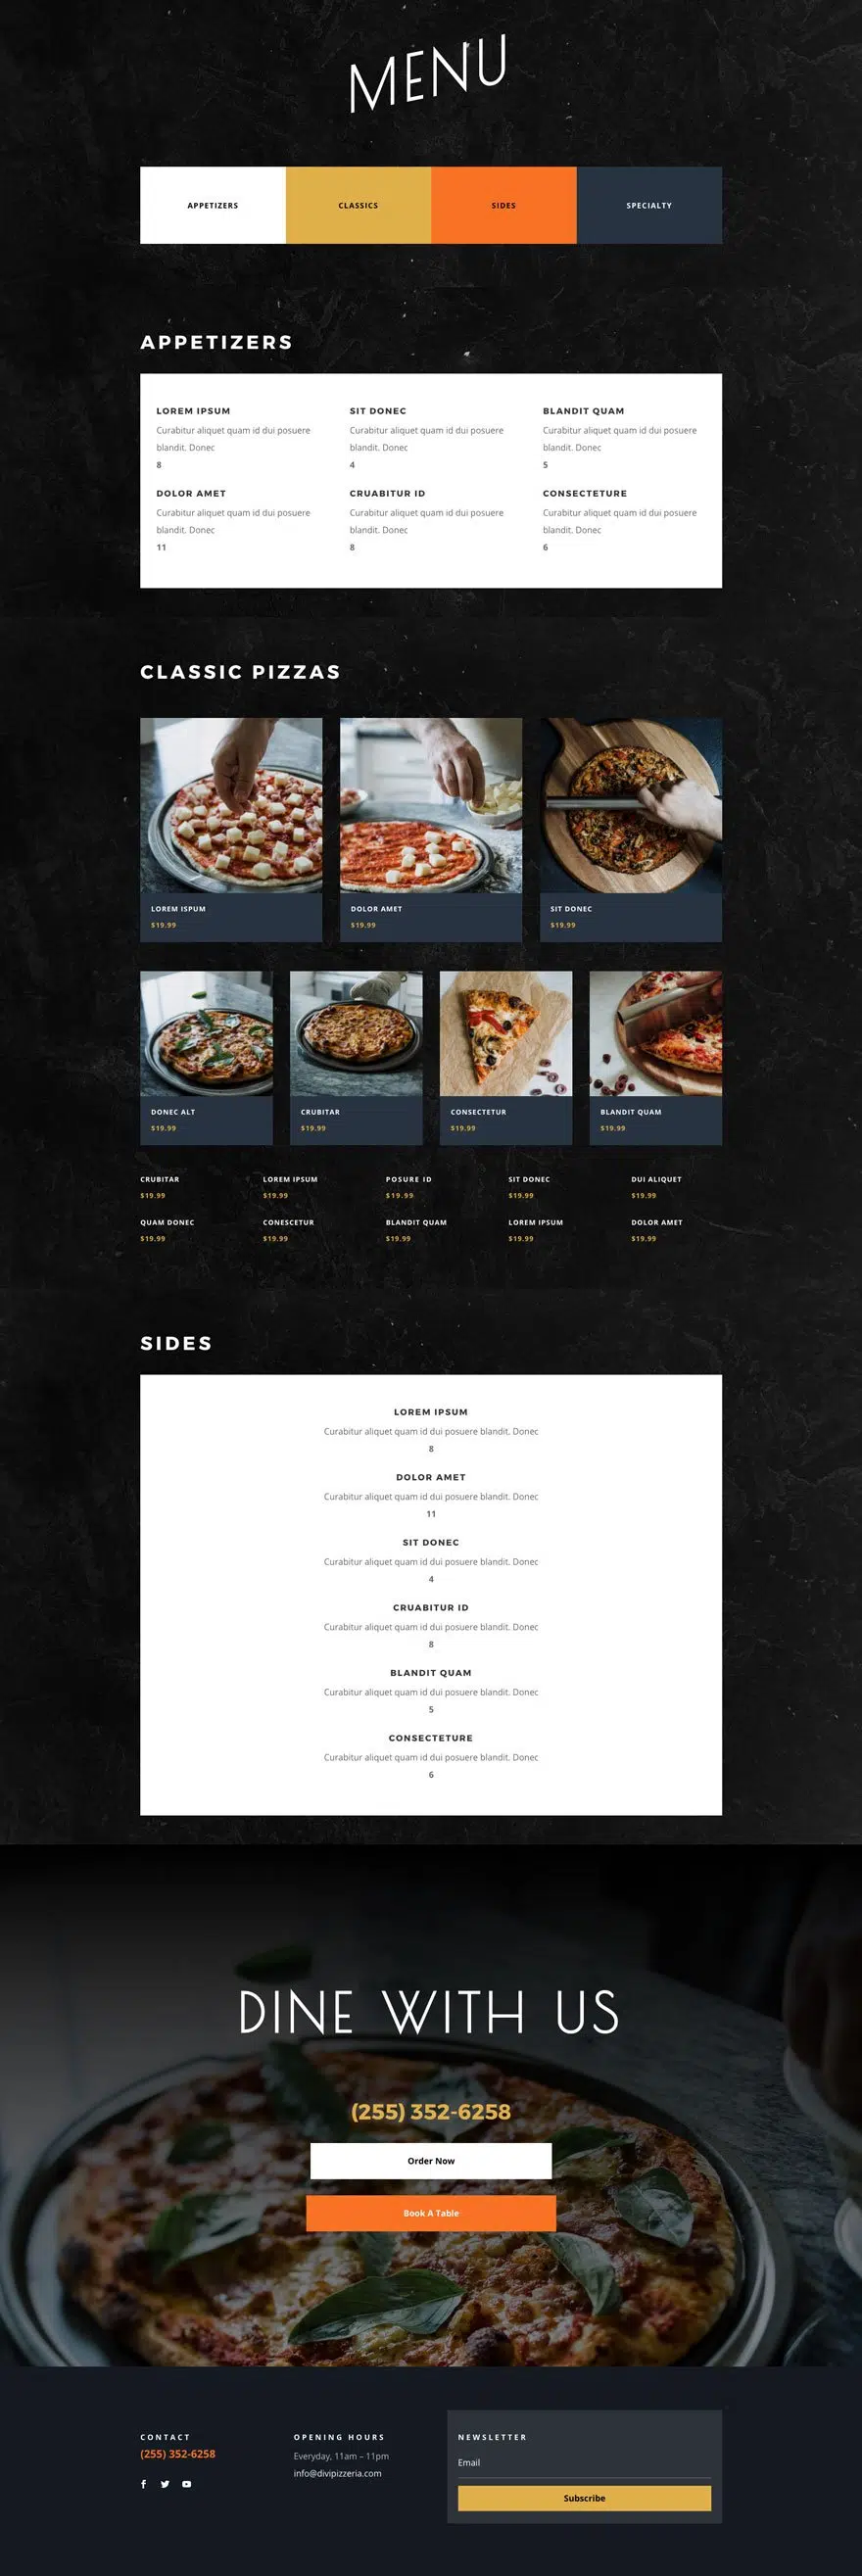 MENU
APPETIZERS
CLASSICS
SIDES
SPECIALTY
APPETIZERS
LOREM IPSUM
Curabitur aliquet quam id dui posuere
blandit. Donec
8
SIT DONEC
Curabitur aliquet quam id dui posuere
blandit. Donec
4
BLANDIT QUAM
Curabitur aliquet quam id dui posuere
blandit. Donec
5
DOLOR AMET
Curabitur aliquet quam id dui posuere
blandit. Donec
11
CRUABITUR ID
Curabitur aliquet quam id dui posuere
blandit. Donec
8
CONSECTETURE
Curabitur aliquet quam id dui posuere
blandit. Donec
6
CLASSIC PIZZAS
LOREM ISPUM
$19.99
DOLOR AMET
$19.99
SIT DONEC
$19.99
DONEC ALT
$19.99
CRUBITAR
$19.99
CONSECTETUR
$19.99
BLANDIT QUAM
$19.99
CRUBITAR
$19.99
LOREM IPSUM
$19.99
POSURE ID
$19.99
SIT DONEC
$19.99
DUI ALIQUET
$19.99
QUAM DONEC
$19.99
CONESCETUR
$19.99
BLANDIT QUAM
$19.99
LOREM IPSUM
$19.99
DOLOR AMET
$19.99
SIDES
LOREM IPSUM
Curabitur aliquet quam id dui posuere blandit. Donec
8
DOLOR AMET
Curabitur aliquet quam id dui posuere blandit. Donec
11
SIT DONEC
Curabitur aliquet quam id dui posuere blandit. Donec
4
CRUABITUR ID
Curabitur aliquet quam id dui posuere blandit. Donec
8
BLANDIT QUAM
Curabitur aliquet quam id dui posuere blandit. Donec
5
CONSECTETURE
Curabitur aliquet quam id dui posuere blandit. Donec
6
DINE WITH US
(255) 352-6258
Order Now
Book A Table
CONTACT
(255) 352-6258
OPENING HOURS
Everyday, 11am – 11pm
info@divipizzeria.com
NEWSLETTER
Email
Subscribe